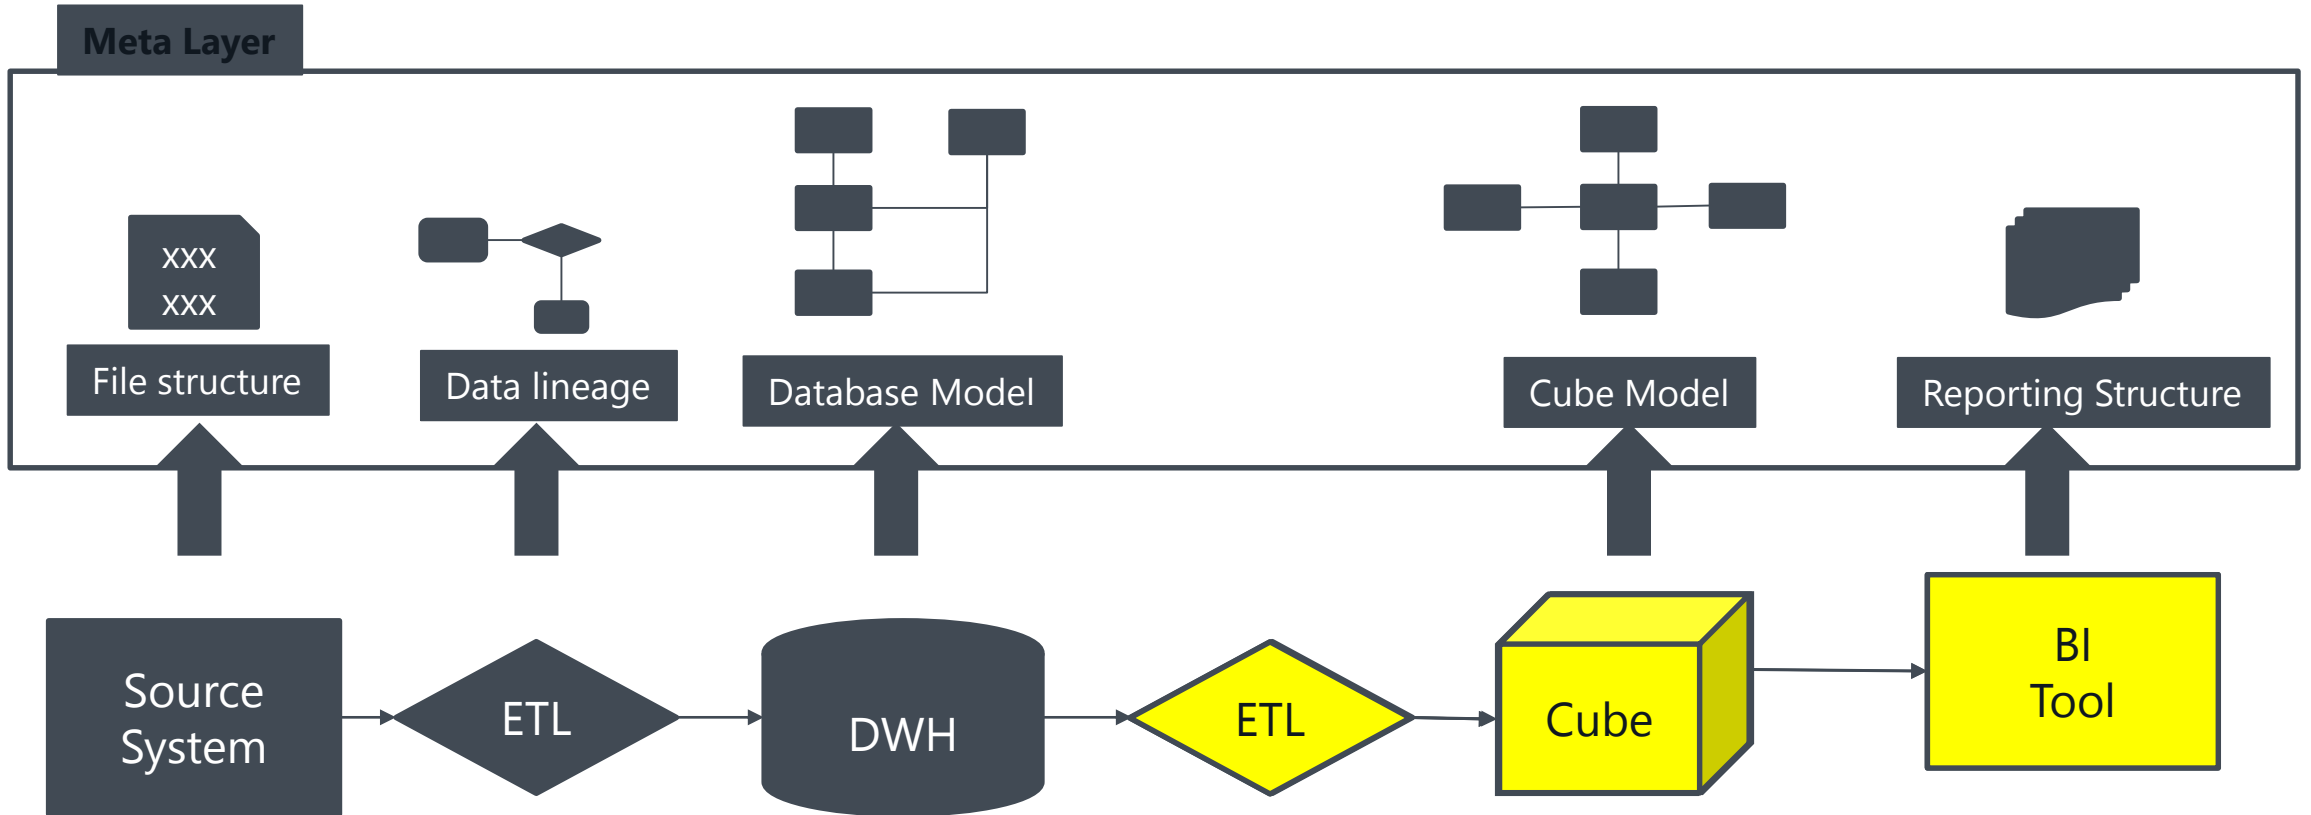 Meta Layer
xxx
xxx
File structure
Data lineage
Database Model
Cube Model
Reporting Structure
Source
System
ETL
DWH
ETL
Cube
BI
Tool